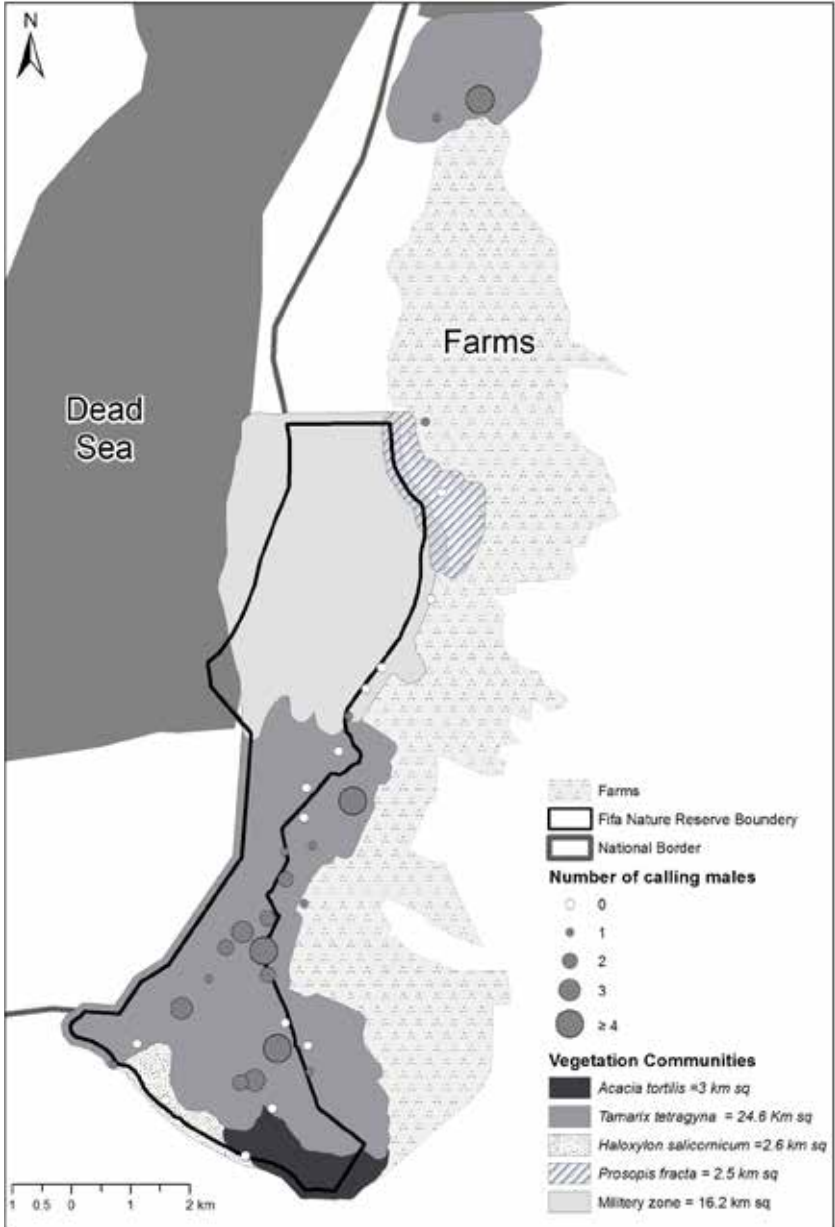 N
Farms
Dead
Sea
Farms
Fifa Nature Reserve Boundery
National Border
Number of calling males
0
1
2
3
≥ 4
Vegetation Communities
Acacia tortilis =3 km sq
Tamarix tetragyna = 24.6 Km sq
Haloxylon salicornicum =2.6 km sq
Prosopis fracta = 2.5 km sq
Militery zone = 16.2 km sq
1 0.5 0 1 2 km